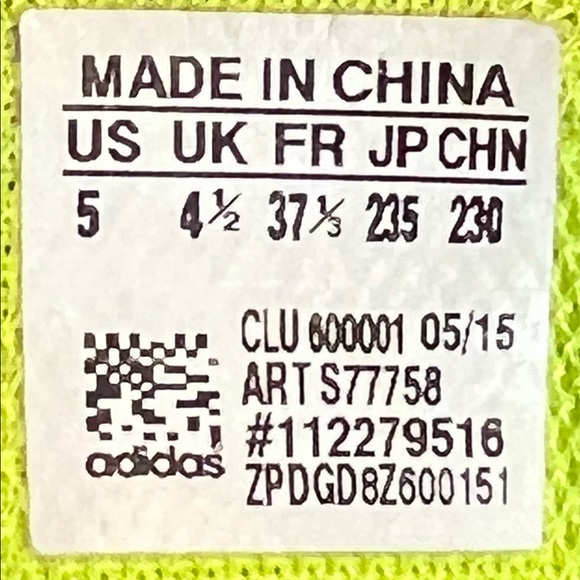 MADE IN CHINA
US UK FR JP CHN
5 4½ 37⅓ 235 230
CLU 600001 05/15
ART S77758
#112279516
adidas
ZPDGD8Z600151